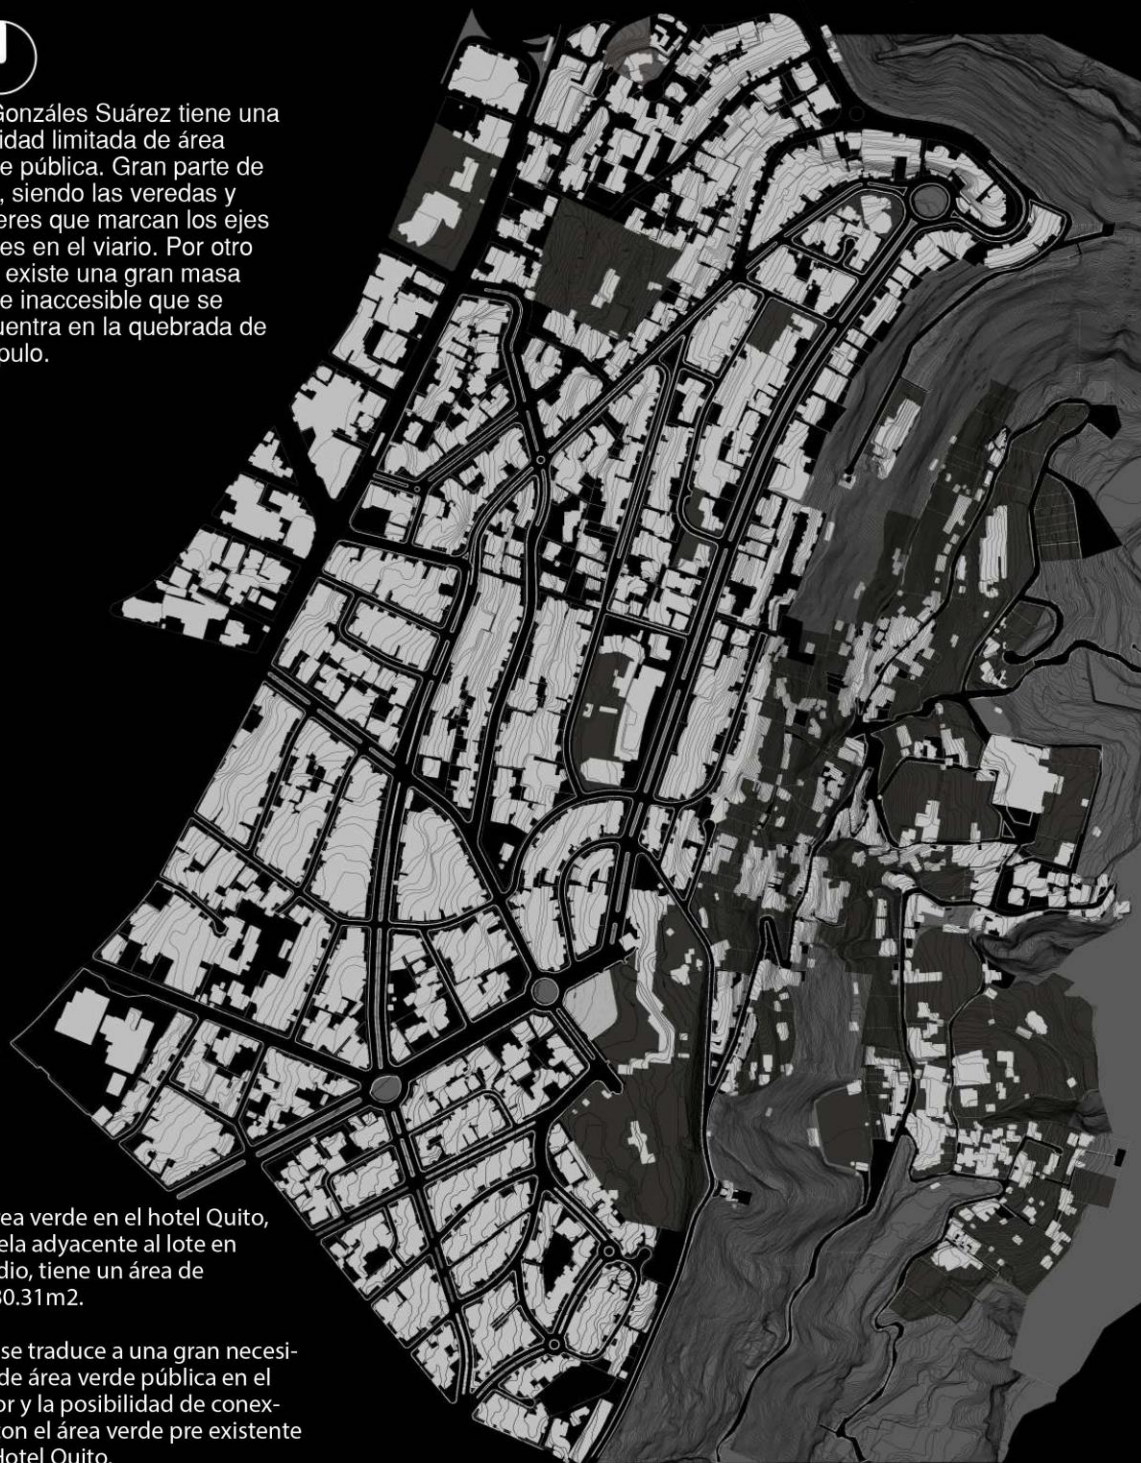 Gonzáles Suárez tiene una
idad limitada de área
e pública. Gran parte de
, siendo las veredas y
eres que marcan los ejes
es en el viario. Por otro
existe una gran masa
e inaccesible que se
uentra en la quebrada de
pulo.
rea verde en el hotel Quito,
ela adyacente al lote en
dio, tiene un área de
30.31m2.
se traduce a una gran necesi-
de área verde pública en el
or y la posibilidad de conex-
con el área verde pre existente
Hotel Quito.